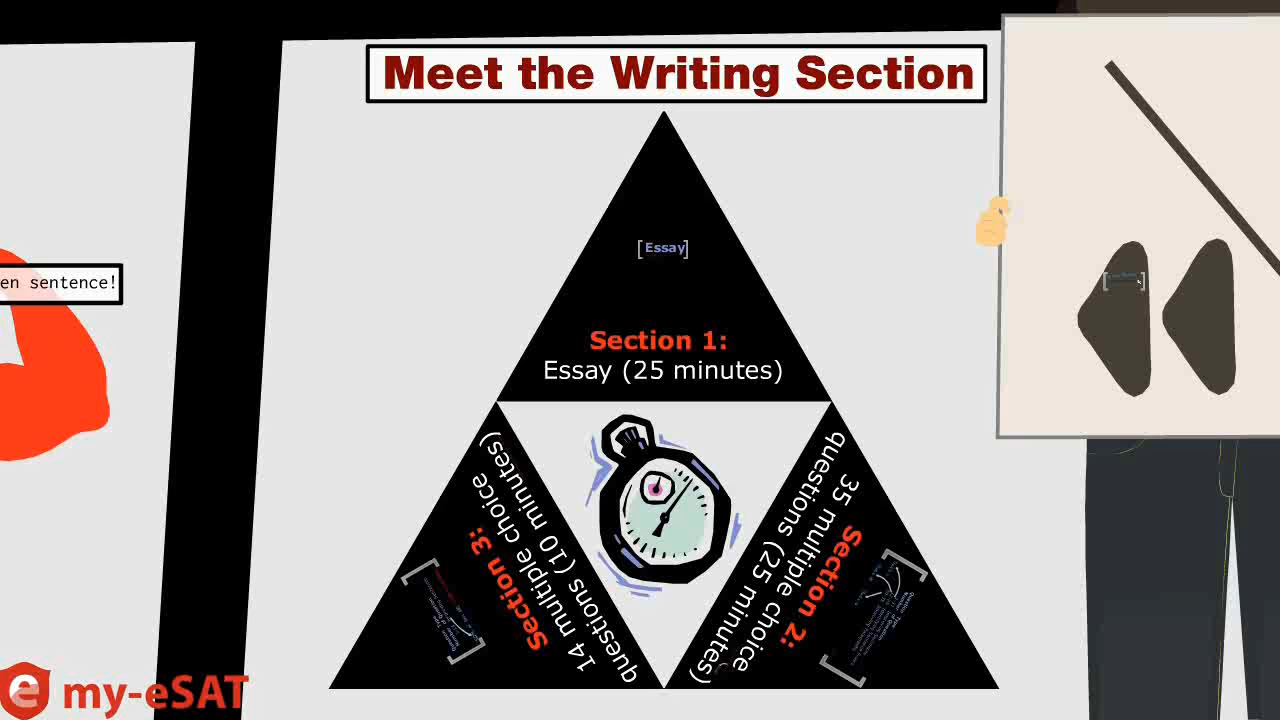 Meet the Writing Section
[Essay]
en sentence!
Section 1:
Essay (25 minutes)
Section 3:
14 multiple choice
questions (10 minutes)
Section 2:
35 multiple choice
questions (25 minutes)
e my-eSAT